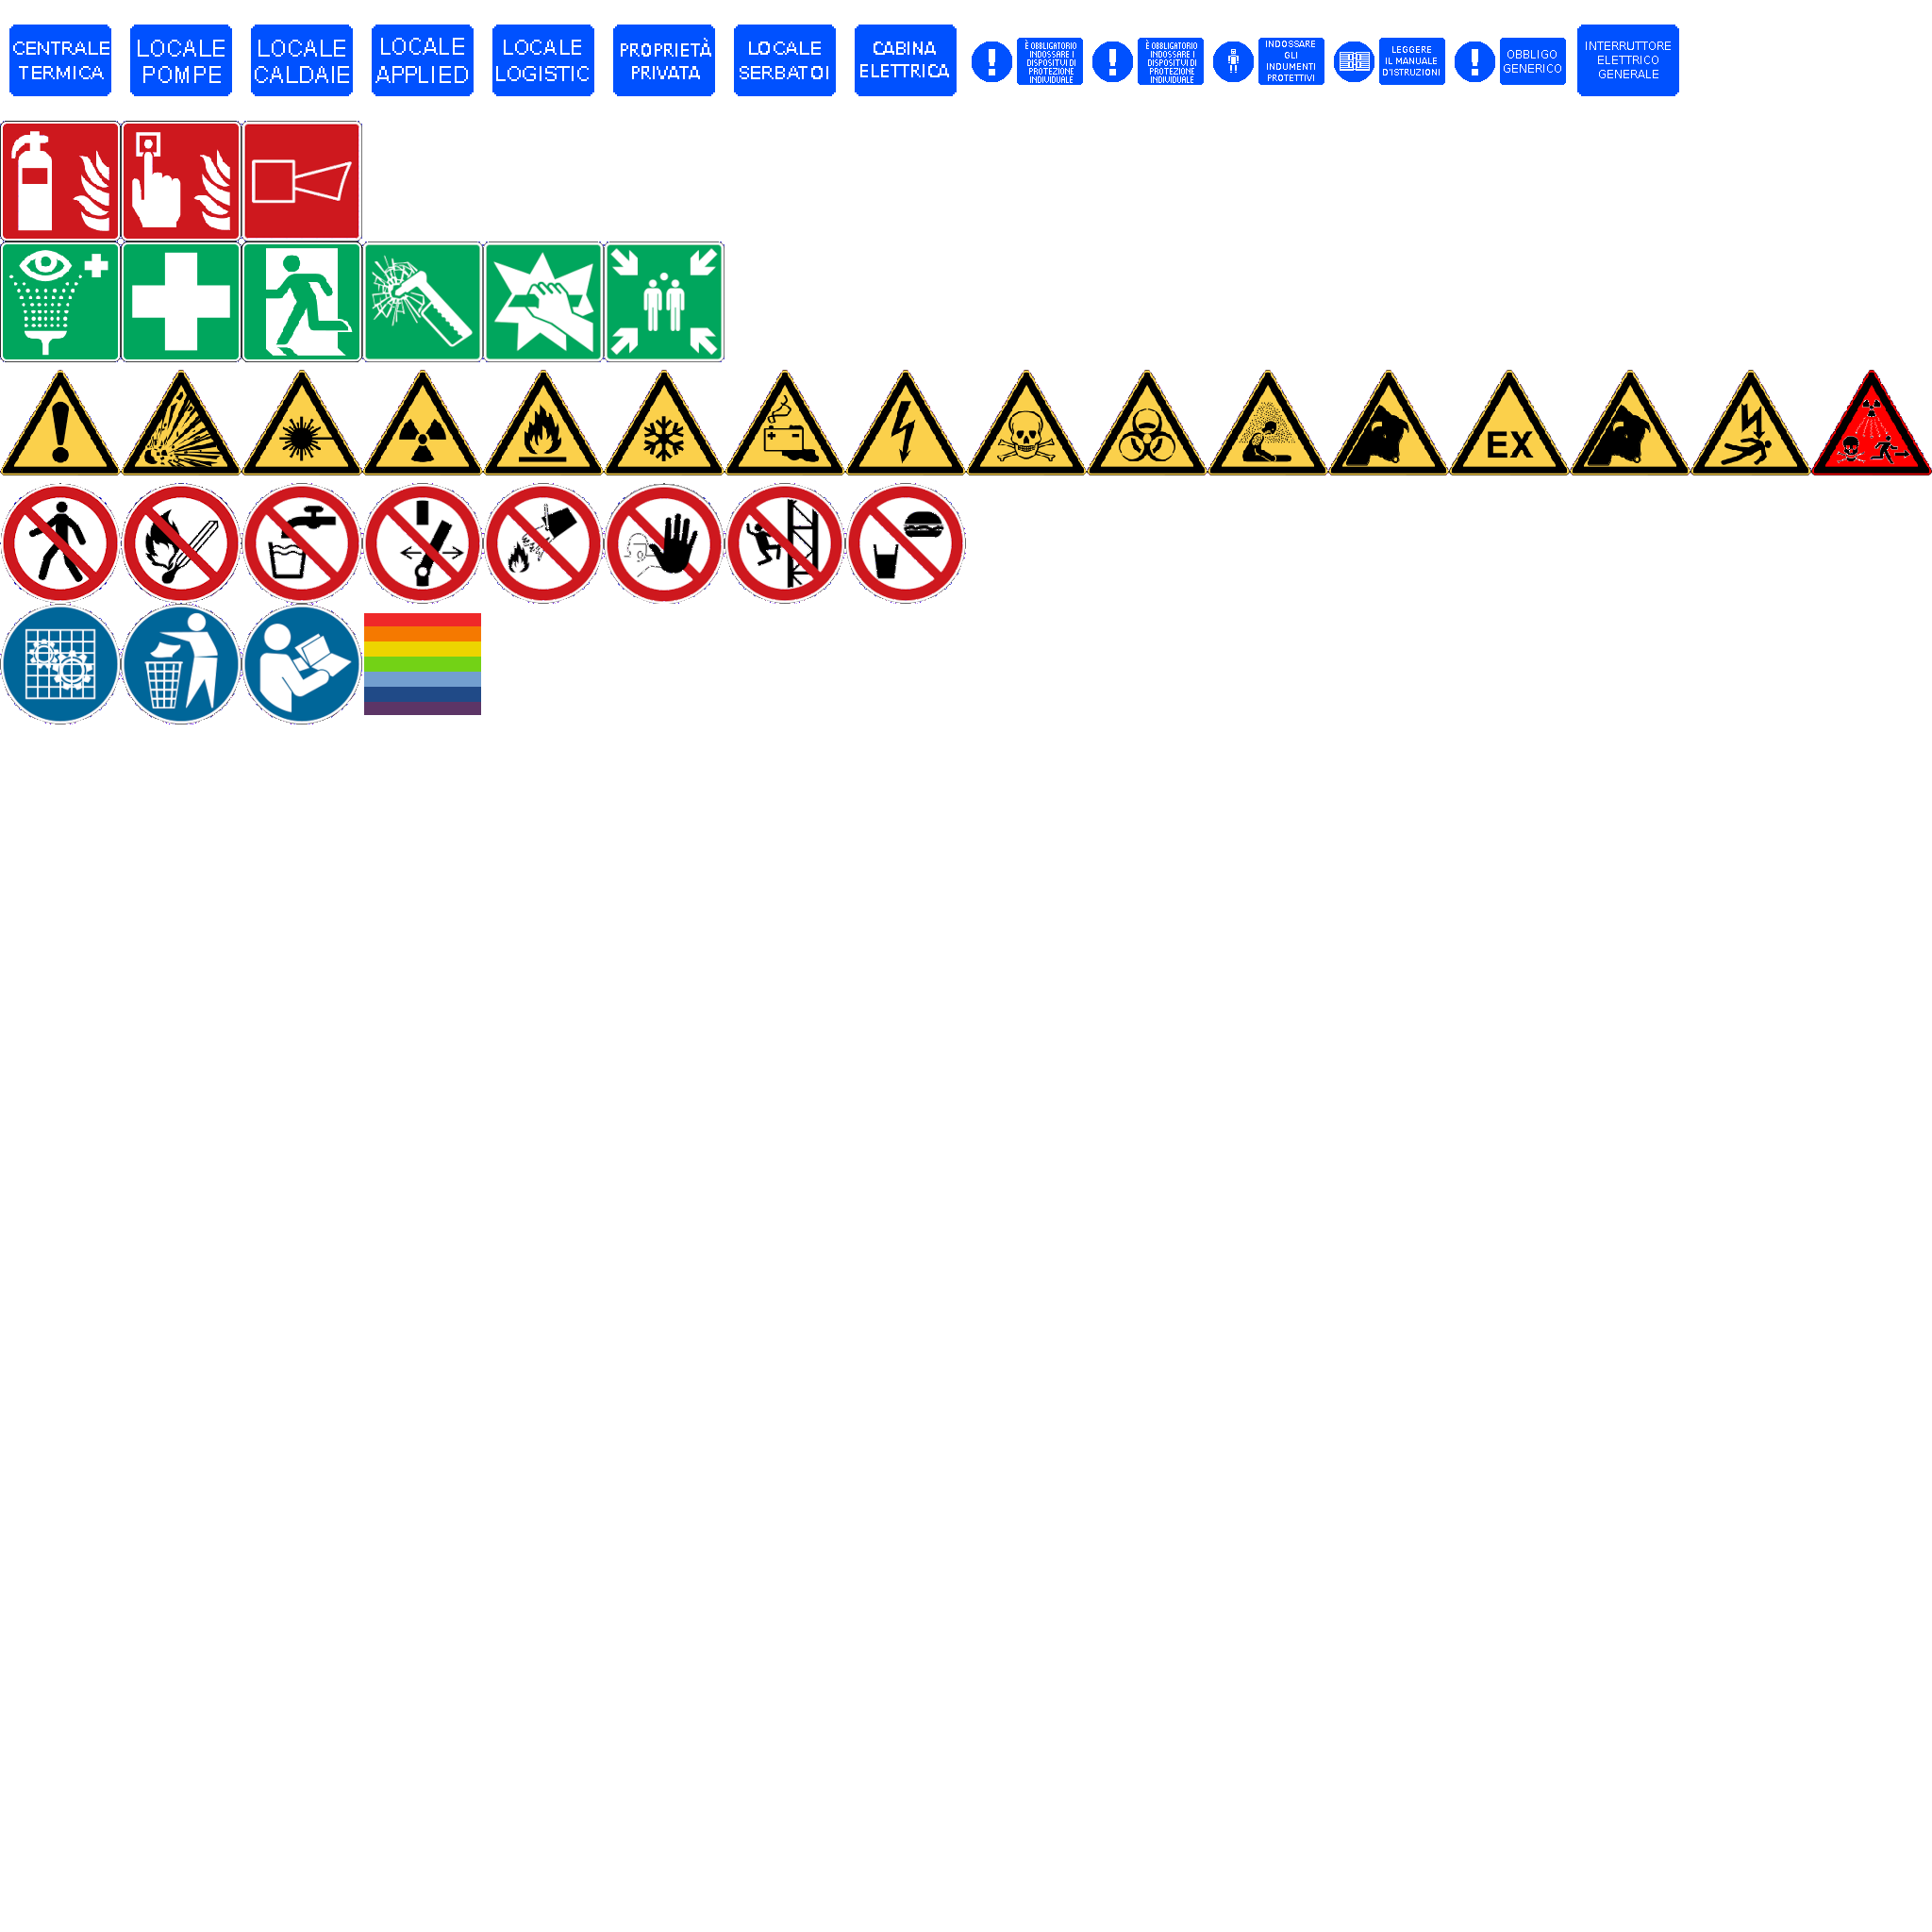 CENTRALE
TERMICA
LOCALE
POMPE
LOCALE
CALDAIE
LOCALE
APPLIED
LOCALE
LOGISTIC
PROPRIETÀ
PRIVATA
LOCALE
SERBATOI
CABINA
ELETTRICA
È OBBLIGATORIO
INDOSSARE I
DISPOSITVI DI
PROTEZIONE
INDIVIDUALE
È OBBLIGATORIO
INDOSSARE I
DISPOSITVI DI
PROTEZIONE
INDIVIDUALE
INDOSSARE
GLI
INDUMENTI
PROTETTIVI
LEGGERE
IL MANUALE
D'ISTRUZIONI
OBBLIGO
GENERICO
INTERRUTTORE
ELETTRICO
GENERALE
EX